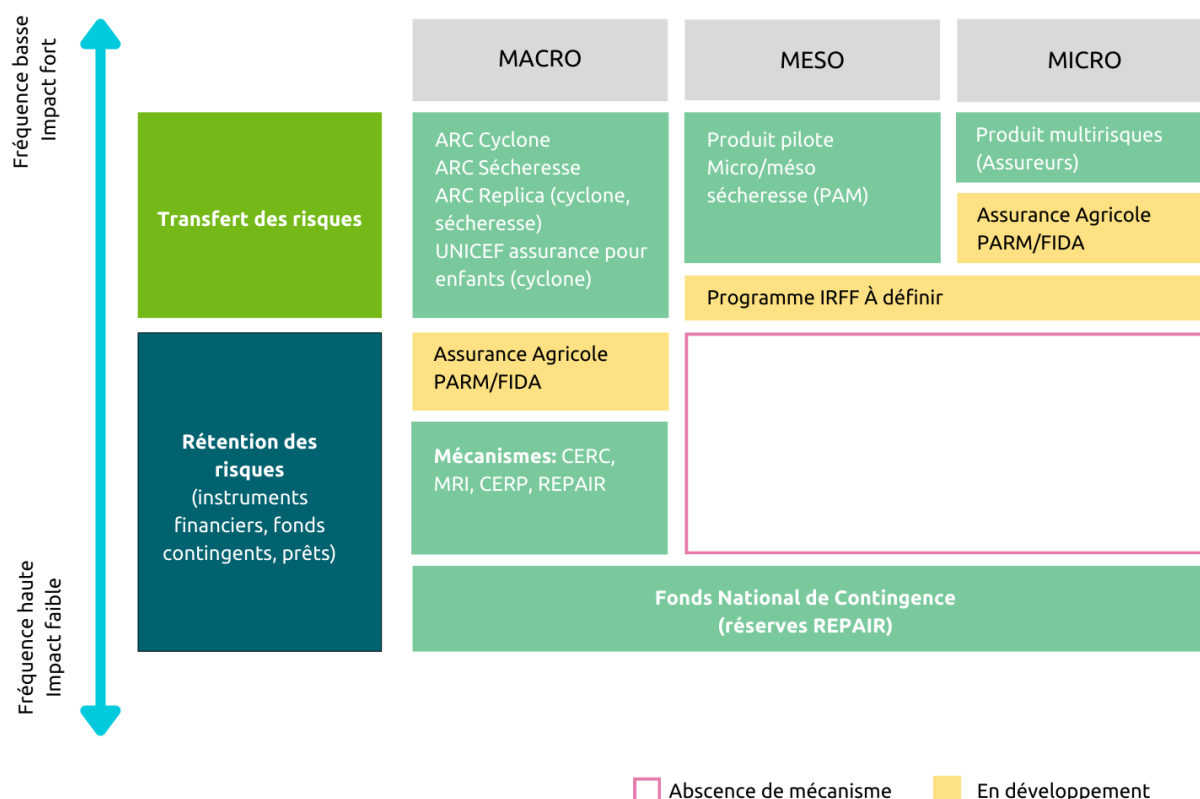 Fréquence basse
Impact fort
MACRO
MESO
MICRO
Transfert des risques
ARC Cyclone
ARC Sécheresse
ARC Replica (cyclone,
sécheresse)
UNICEF assurance pour
enfants (cyclone)
Produit pilote
Micro/méso
sécheresse (PAM)
Produit multirisques
(Assureurs)
Assurance Agricole
PARM/FIDA
Programme IRFF À définir
Rétention des
risques
(instruments
financiers, fonds
contingents, prêts)
Assurance Agricole
PARM/FIDA
Mécanismes: CERC,
MRI, CERP, REPAIR
Fonds National de Contingence
(réserves REPAIR)
Fréquence haute
Impact faible
Abscence de mécanisme
En développement